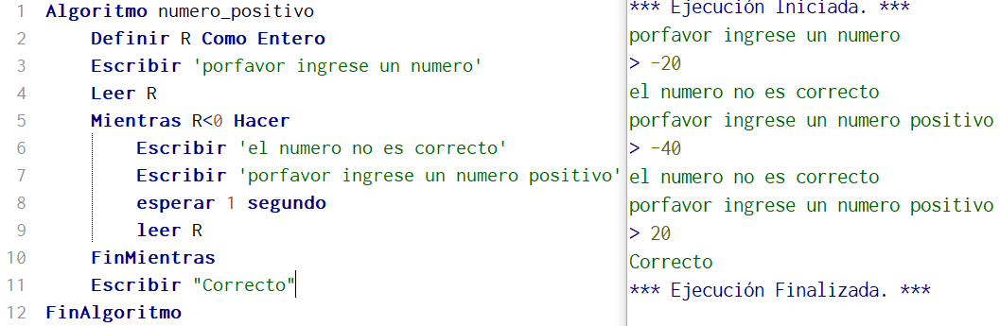 1 Algoritmo numero_positivo
2 Definir R Como Entero
3 Escribir 'porfavor ingrese un numero'
4 Leer R
5 Mientras R<0 Hacer
6 Escribir 'el numero no es correcto'
7 Escribir 'porfavor ingrese un numero positivo'
8 esperar 1 segundo
9 leer R
10 FinMientras
11 Escribir "Correcto"
12 FinAlgoritmo
*** Ejecución Iniciada. ***
porfavor ingrese un numero
> -20
el numero no es correcto
porfavor ingrese un numero positivo
> -40
el numero no es correcto
porfavor ingrese un numero positivo
> 20
Correcto
*** Ejecución Finalizada. ***